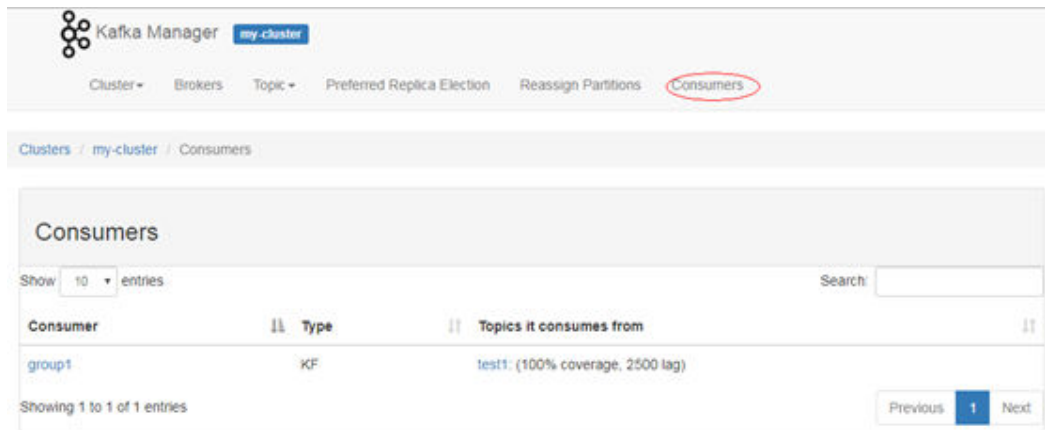 Kafka Manager my-cluster
Cluster Brokers Topic Preferred Replica Election Reassign Partitions Consumers
Clusters / my-cluster / Consumers
Consumers
Show 10 entries Search:
Consumer Type Topics it consumes from
group1 KF test1: (100% coverage, 2500 lag)
Showing 1 to 1 of 1 entries Previous 1 Next